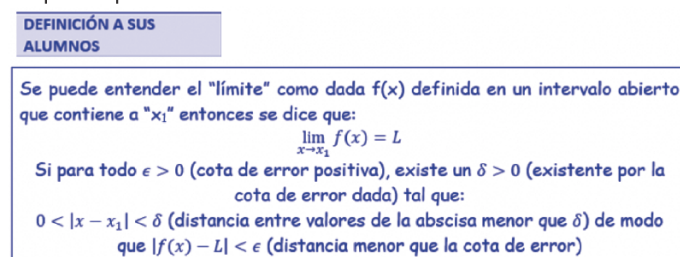 DEFINICIÓN A SUS
ALUMNOS
Se puede entender el "límite" como dada f(x) definida en un intervalo abierto
que contiene a "x₁" entonces se dice que:
lim f(x) = L
x→x₁
Si para todo ϵ > 0 (cota de error positiva), existe un δ > 0 (existente por la
cota de error dada) tal que:
0 < |x − x₁| < δ (distancia entre valores de la abscisa menor que δ) de modo
que |f(x) − L| < ϵ (distancia menor que la cota de error)